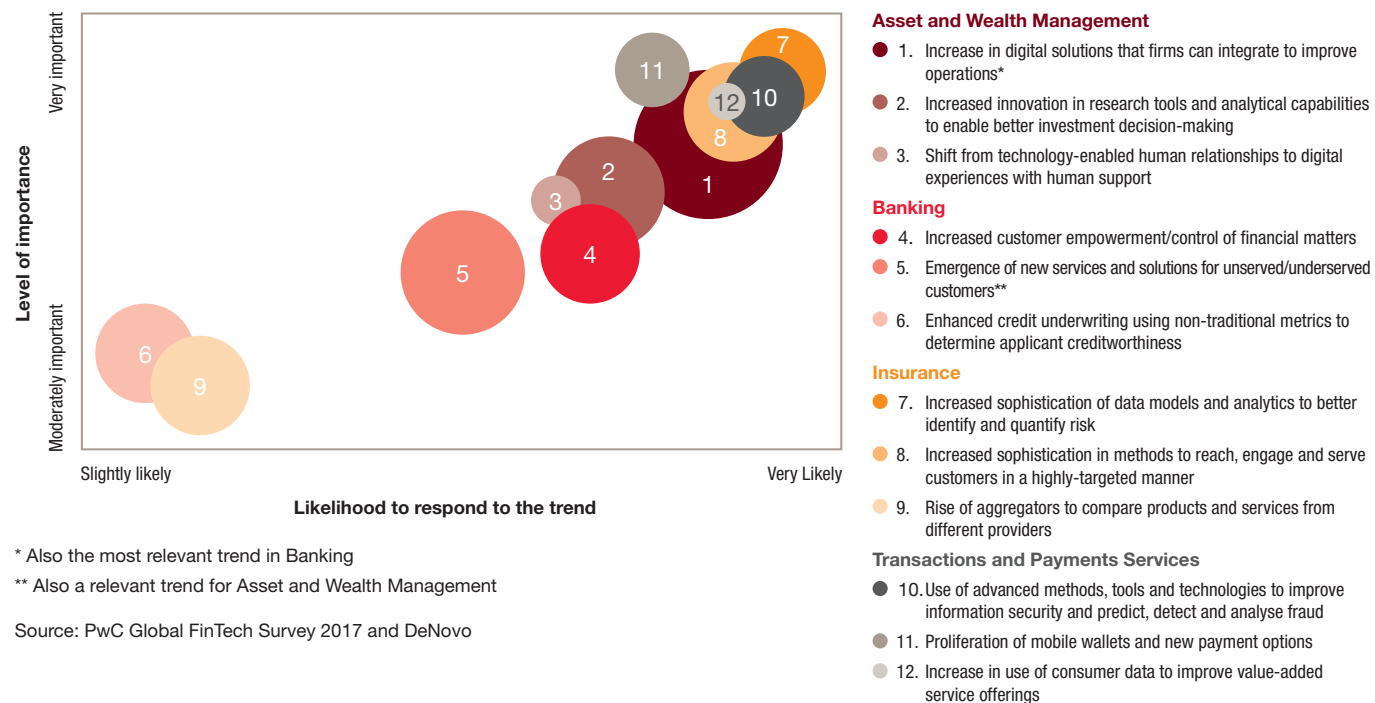 Level of importance
Very important
Moderately important
11
7
12
10
8
1
2
3
4
5
6
9
Slightly likely
Very Likely
Likelihood to respond to the trend
* Also the most relevant trend in Banking
** Also a relevant trend for Asset and Wealth Management
Source: PwC Global FinTech Survey 2017 and DeNovo
Asset and Wealth Management
1. Increase in digital solutions that firms can integrate to improve
operations*
2. Increased innovation in research tools and analytical capabilities
to enable better investment decision-making
3. Shift from technology-enabled human relationships to digital
experiences with human support
Banking
4. Increased customer empowerment/control of financial matters
5. Emergence of new services and solutions for unserved/underserved
customers**
6. Enhanced credit underwriting using non-traditional metrics to
determine applicant creditworthiness
Insurance
7. Increased sophistication of data models and analytics to better
identify and quantify risk
8. Increased sophistication in methods to reach, engage and serve
customers in a highly-targeted manner
9. Rise of aggregators to compare products and services from
different providers
Transactions and Payments Services
10. Use of advanced methods, tools and technologies to improve
information security and predict, detect and analyse fraud
11. Proliferation of mobile wallets and new payment options
12. Increase in use of consumer data to improve value-added
service offerings